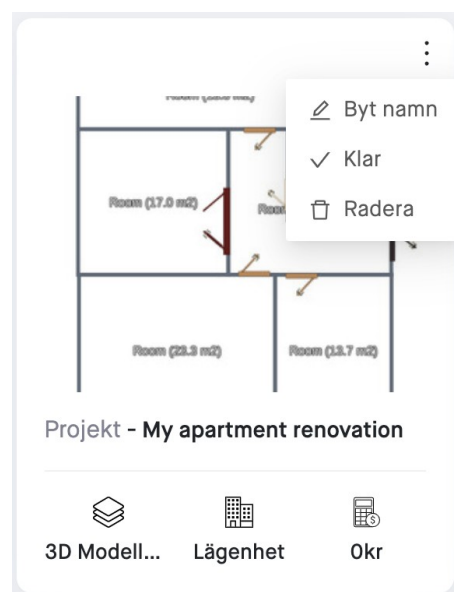 Byt namn
Klar
Radera
Room (17.0 m2)
Room
Room (23.3 m2)
Room (13.7 m2)
Projekt - My apartment renovation
3D Modell...
Lägenhet
0kr